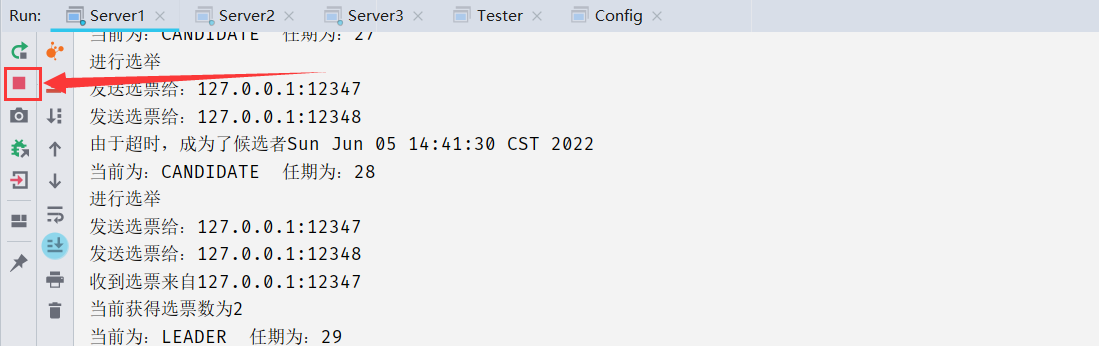 Run: Server1 Server2 Server3 Tester Config
当前为：CANDIDATE 任期为：27
进行选举
发送选票给：127.0.0.1:12347
发送选票给：127.0.0.1:12348
由于超时，成为了候选者Sun Jun 05 14:41:30 CST 2022
当前为：CANDIDATE 任期为：28
进行选举
发送选票给：127.0.0.1:12347
发送选票给：127.0.0.1:12348
收到选票来自127.0.0.1:12347
当前获得选票数为2
当前为：LEADER 任期为：29